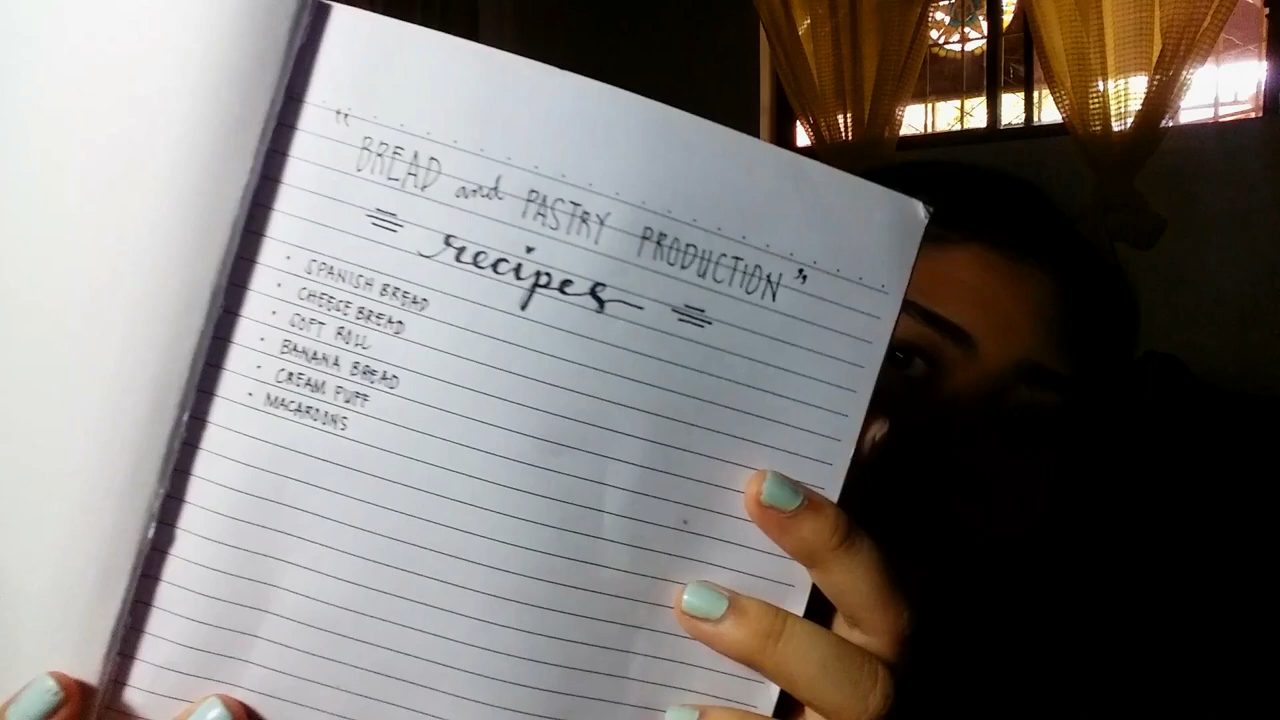 "BREAD and PASTRY PRODUCTION"
recipes
• SPANISH BREAD
• CHEESE BREAD
• SOFT ROLL
• BANANA BREAD
• CREAM PUFF
• MACAROONS